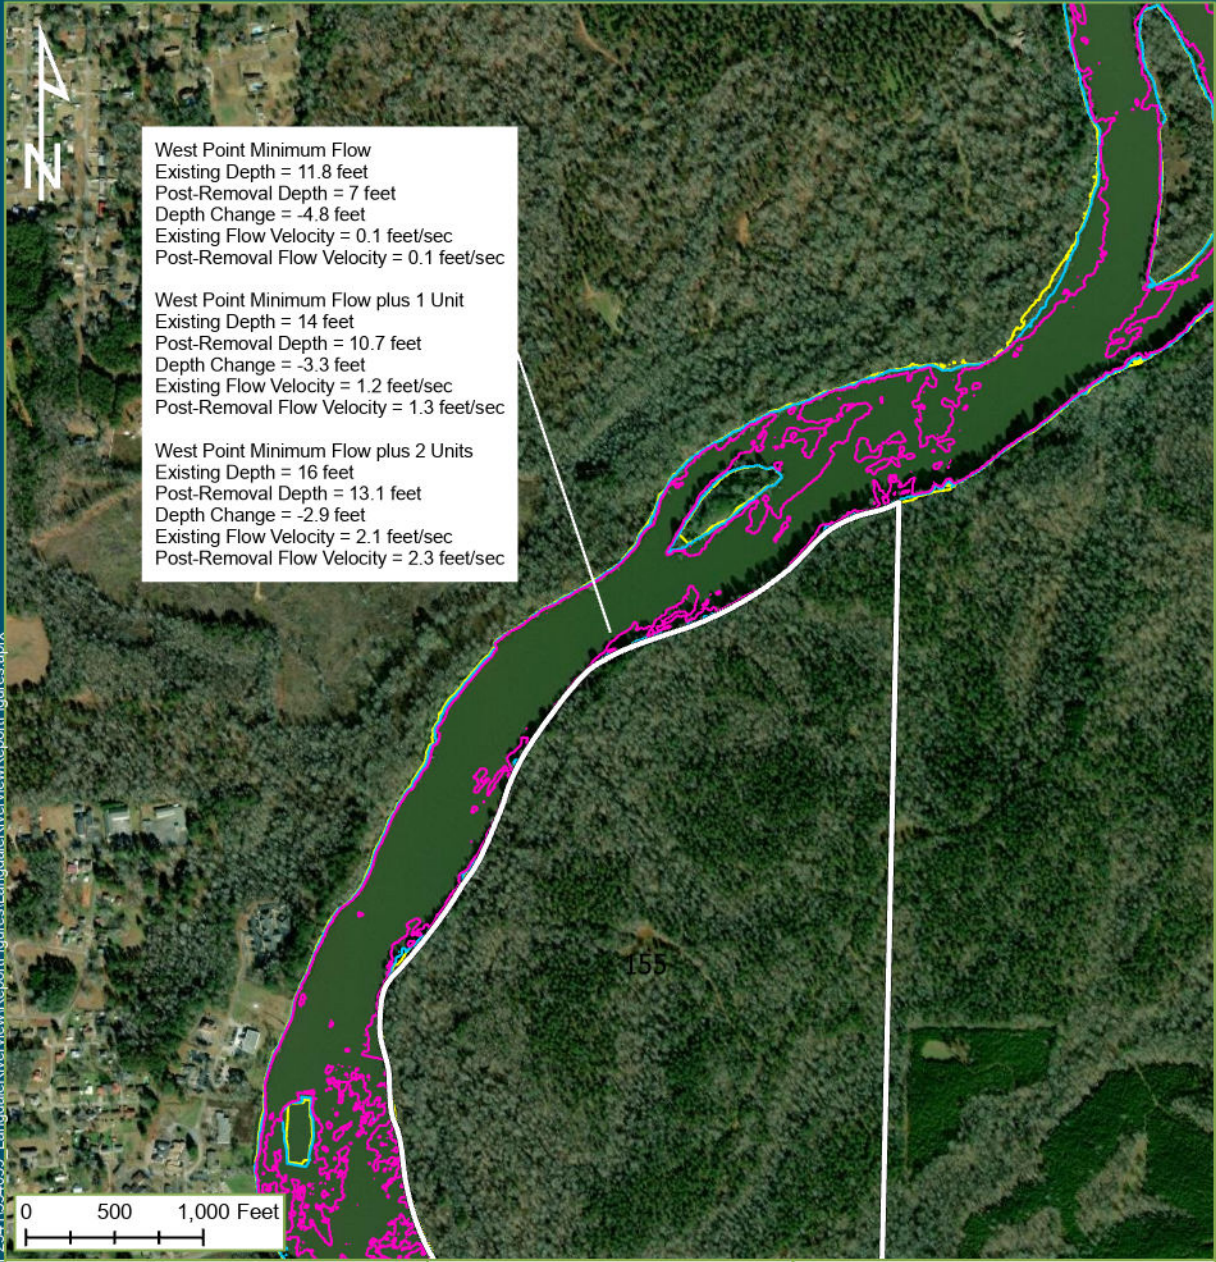 N
West Point Minimum Flow
Existing Depth = 11.8 feet
Post-Removal Depth = 7 feet
Depth Change = -4.8 feet
Existing Flow Velocity = 0.1 feet/sec
Post-Removal Flow Velocity = 0.1 feet/sec
West Point Minimum Flow plus 1 Unit
Existing Depth = 14 feet
Post-Removal Depth = 10.7 feet
Depth Change = -3.3 feet
Existing Flow Velocity = 1.2 feet/sec
Post-Removal Flow Velocity = 1.3 feet/sec
West Point Minimum Flow plus 2 Units
Existing Depth = 16 feet
Post-Removal Depth = 13.1 feet
Depth Change = -2.9 feet
Existing Flow Velocity = 2.1 feet/sec
Post-Removal Flow Velocity = 2.3 feet/sec
155
0 500 1,000 Feet